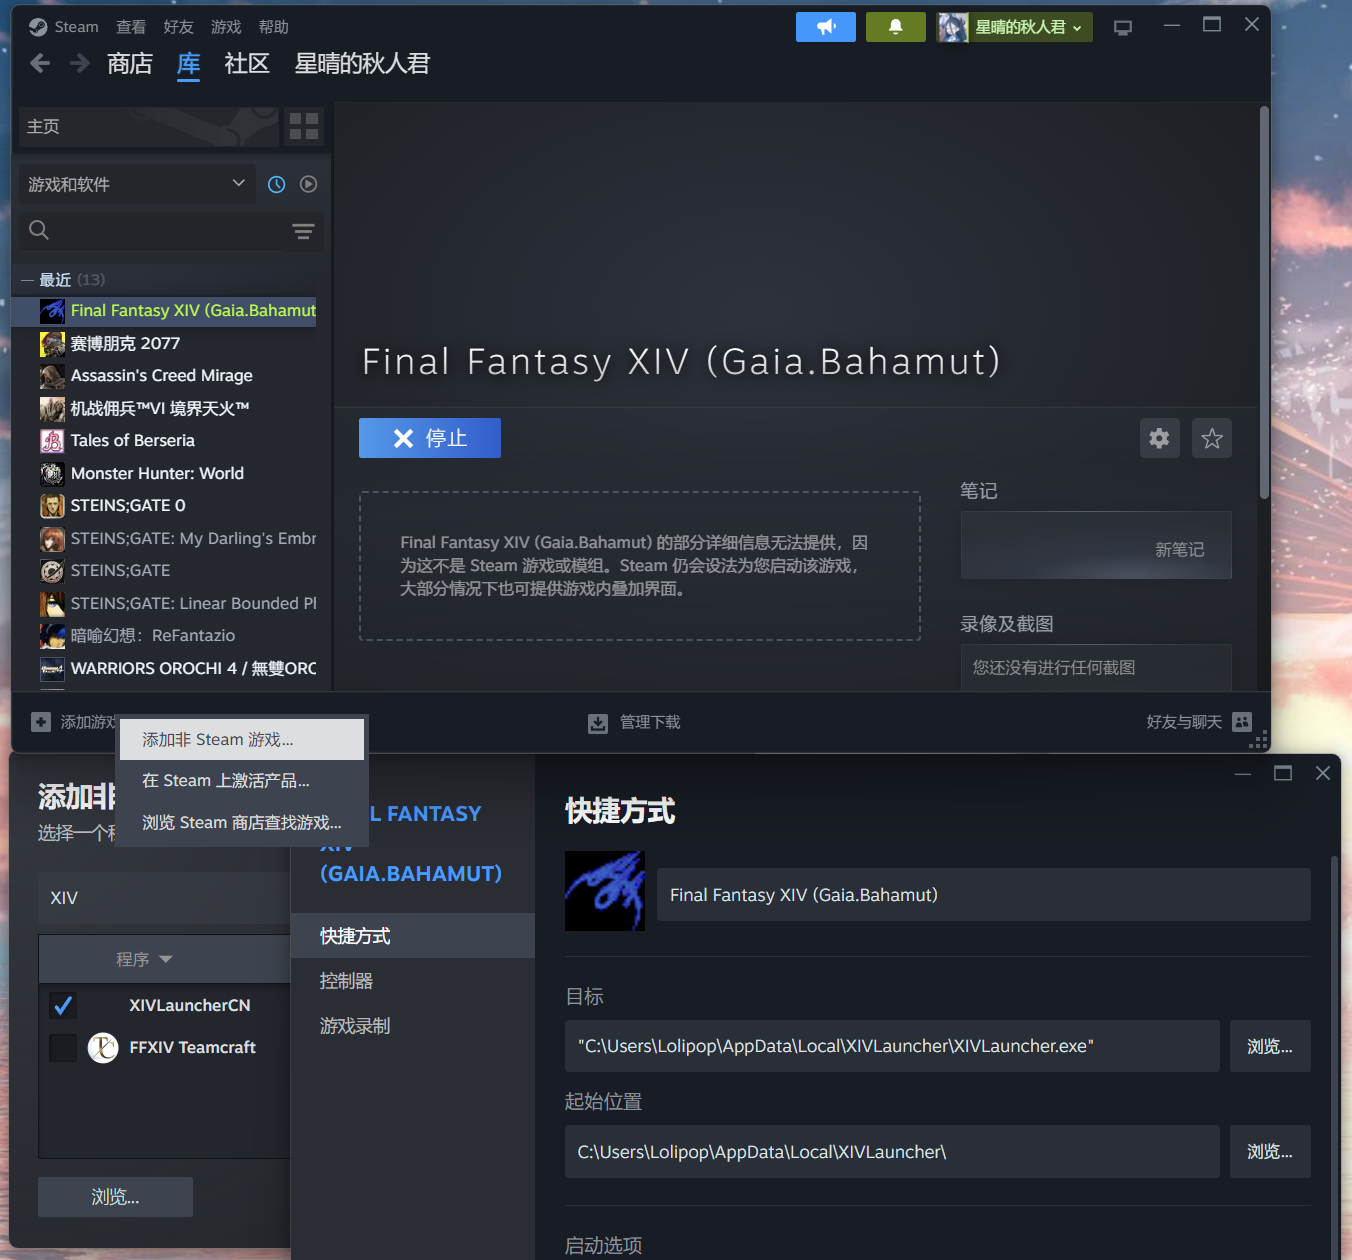 Steam 查看 好友 游戏 帮助
星晴的秋人君
商店 库 社区 星晴的秋人君
主页
游戏和软件
最近 (13)
Final Fantasy XIV (Gaia.Bahamut
赛博朋克 2077
Assassin's Creed Mirage
机战佣兵™VI 境界天火™
Tales of Berseria
Monster Hunter: World
STEINS;GATE 0
STEINS;GATE: My Darling's Embr
STEINS;GATE
STEINS;GATE: Linear Bounded Pl
暗喻幻想：ReFantazio
WARRIORS OROCHI 4 / 無雙ORO
Final Fantasy XIV (Gaia.Bahamut)
停止
Final Fantasy XIV (Gaia.Bahamut) 的部分详细信息无法提供，因
为这不是 Steam 游戏或模组。Steam 仍会设法为您启动该游戏，
大部分情况下也可提供游戏内叠加界面。
笔记
新笔记
录像及截图
您还没有进行任何截图
添加游戏
管理下载
好友与聊天
添加非 Steam 游戏...
在 Steam 上激活产品...
浏览 Steam 商店查找游戏...
添加非
选择一个程
XIV
程序
XIVLauncherCN
FFXIV Teamcraft
浏览...
L FANTASY
XIV
(GAIA.BAHAMUT)
快捷方式
控制器
游戏录制
快捷方式
Final Fantasy XIV (Gaia.Bahamut)
目标
"C:\Users\Lolipop\AppData\Local\XIVLauncher\XIVLauncher.exe"
浏览...
起始位置
C:\Users\Lolipop\AppData\Local\XIVLauncher\
浏览...
启动选项